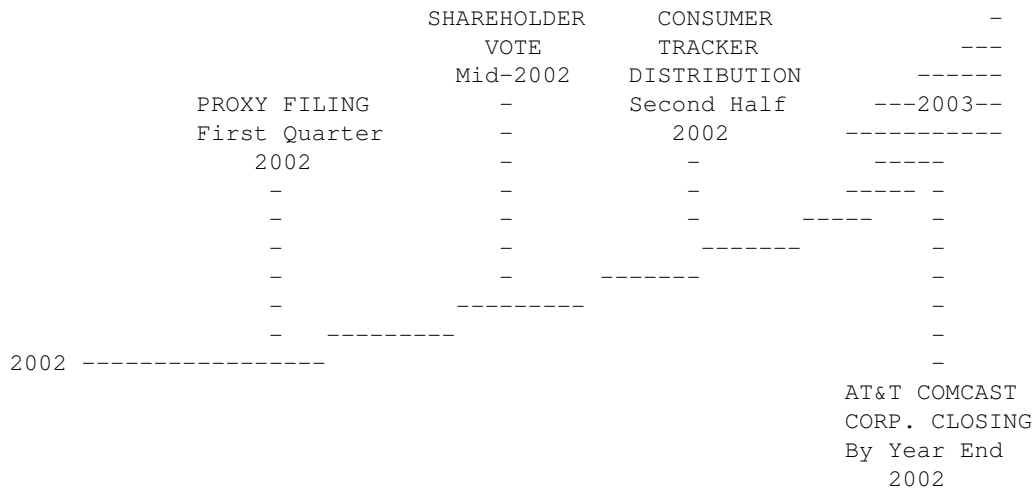 SHAREHOLDER     CONSUMER               -
                                 VOTE        TRACKER              ---
                               Mid-2002    DISTRIBUTION        ------
             PROXY FILING         -        Second Half      ---2003--
             First Quarter        -           2002        -----------
                 2002             -            -            -----
                  -               -            -          ----- -
                  -               -            -       -----    -
                  -               -             -------         -
                  -               -      -------                -
                  -            ---------                        -
                  -   ---------                                 -
2002 -----------------                                          -
                                                          AT&T COMCAST
                                                          CORP. CLOSING
                                                          By Year End
                                                             2002